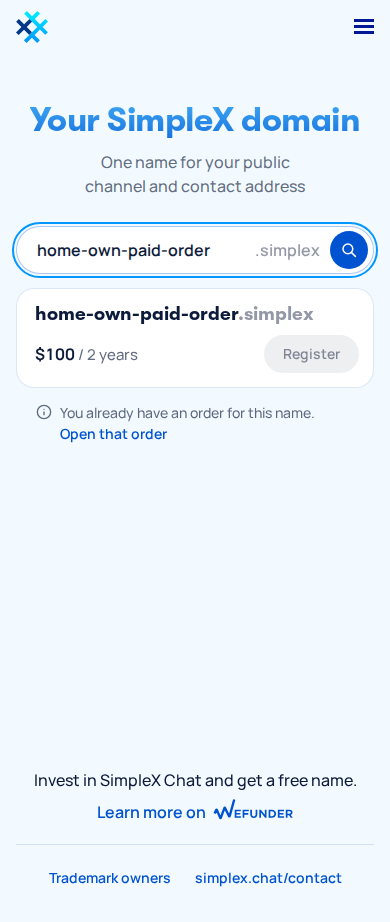 Your SimpleX domain
One name for your public
channel and contact address
home-own-paid-order .simplex
home-own-paid-order.simplex
$100 / 2 years Register
You already have an order for this name.
Open that order
Invest in SimpleX Chat and get a free name.
Learn more on WEFUNDER
Trademark owners simplex.chat/contact